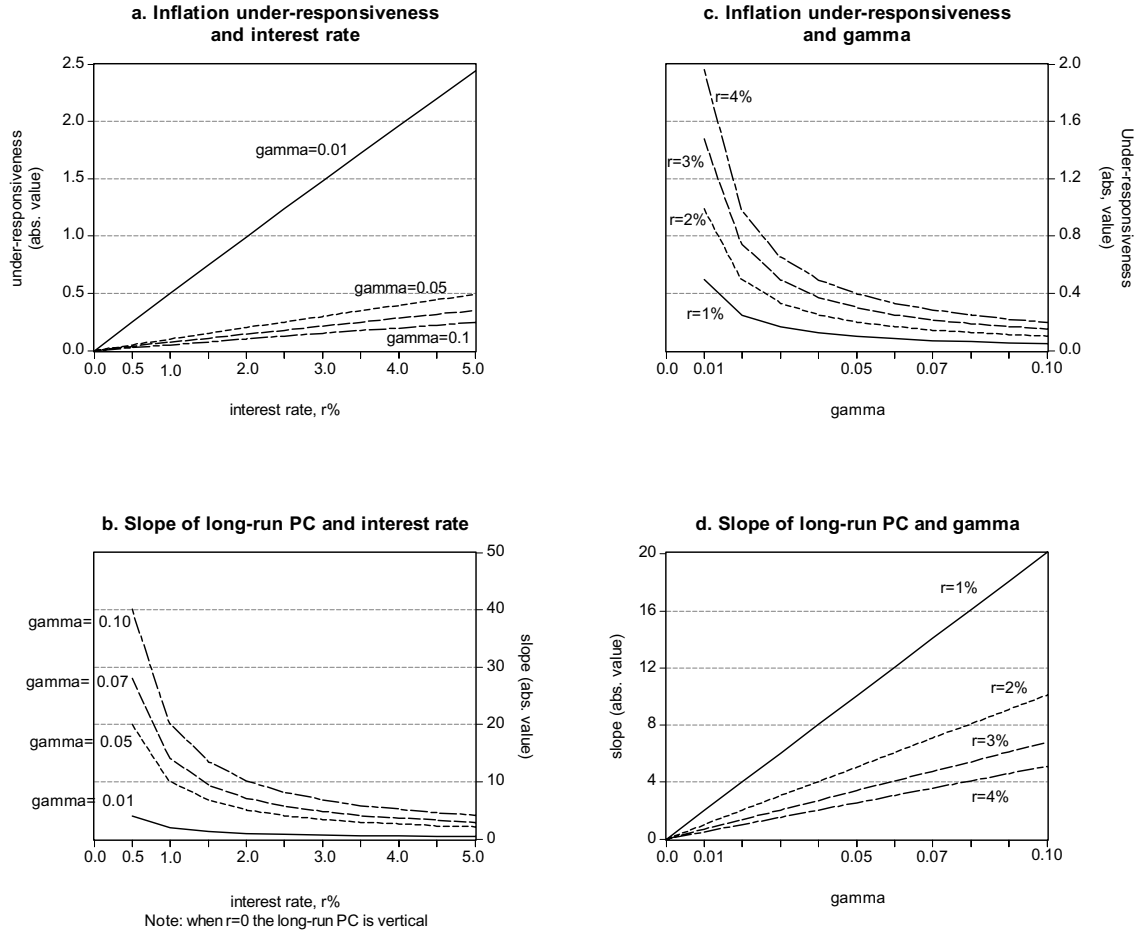 a. Inflation under-responsiveness
and interest rate
2.5
2.0
1.5
1.0
0.5
0.0
under-responsiveness
(abs. value)
gamma=0.01
gamma=0.05
gamma=0.1
0.0 0.5 1.0 2.0 3.0 4.0 5.0
interest rate, r%
c. Inflation under-responsiveness
and gamma
2.0
1.6
1.2
0.8
0.4
0.0
Under-responsiveness
(abs, value)
r=4%
r=3%
r=2%
r=1%
0.0 0.01 0.05 0.07 0.10
gamma
b. Slope of long-run PC and interest rate
50
40
30
20
10
0
slope (abs. value)
gamma= 0.10
gamma= 0.07
gamma= 0.05
gamma= 0.01
0.0 0.5 1.0 2.0 3.0 4.0 5.0
interest rate, r%
Note: when r=0 the long-run PC is vertical
d. Slope of long-run PC and gamma
20
16
12
8
4
0
slope (abs. value)
r=1%
r=2%
r=3%
r=4%
0.0 0.01 0.05 0.07 0.10
gamma